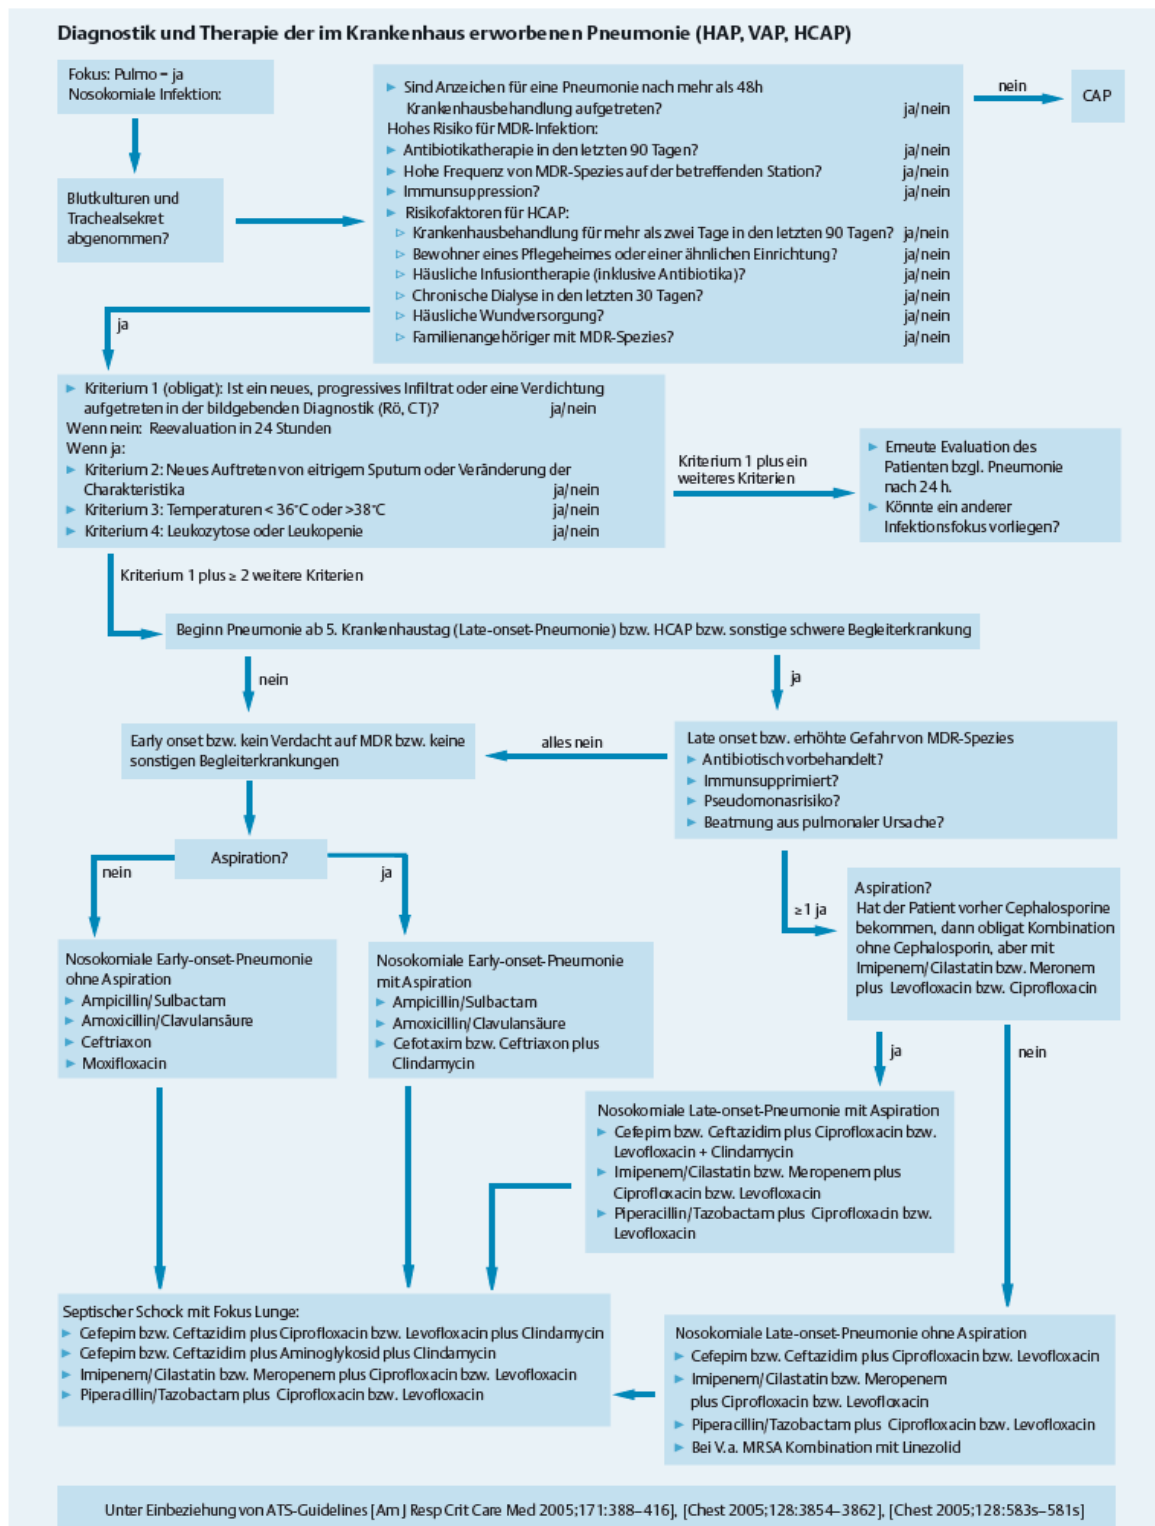 Diagnostik und Therapie der im Krankenhaus erworbenen Pneumonie (HAP, VAP, HCAP)
Fokus: Pulmo – ja
Nosokomiale Infektion:
Blutkulturen und
Trachealsekret
abgenommen?
► Sind Anzeichen für eine Pneumonie nach mehr als 48h
Krankenhausbehandlung aufgetreten? ja/nein
Hohes Risiko für MDR-Infektion:
► Antibiotikatherapie in den letzten 90 Tagen? ja/nein
► Hohe Frequenz von MDR-Spezies auf der betreffenden Station? ja/nein
► Immunsuppression? ja/nein
► Risikofaktoren für HCAP:
▷ Krankenhausbehandlung für mehr als zwei Tage in den letzten 90 Tagen? ja/nein
▷ Bewohner eines Pflegeheimes oder einer ähnlichen Einrichtung? ja/nein
▷ Häusliche Infusiontherapie (inklusive Antibiotika)? ja/nein
▷ Chronische Dialyse in den letzten 30 Tagen? ja/nein
▷ Häusliche Wundversorgung? ja/nein
▷ Familienangehöriger mit MDR-Spezies? ja/nein
nein
CAP
ja
► Kriterium 1 (obligat): Ist ein neues, progressives Infiltrat oder eine Verdichtung
aufgetreten in der bildgebenden Diagnostik (Rö, CT)? ja/nein
Wenn nein: Reevaluation in 24 Stunden
Wenn ja:
► Kriterium 2: Neues Auftreten von eitrigem Sputum oder Veränderung der
Charakteristika ja/nein
► Kriterium 3: Temperaturen < 36°C oder >38°C ja/nein
► Kriterium 4: Leukozytose oder Leukopenie ja/nein
Kriterium 1 plus ein
weiteres Kriterien
► Erneute Evaluation des
Patienten bzgl. Pneumonie
nach 24 h.
► Könnte ein anderer
Infektionsfokus vorliegen?
Kriterium 1 plus ≥ 2 weitere Kriterien
Beginn Pneumonie ab 5. Krankenhaustag (Late-onset-Pneumonie) bzw. HCAP bzw. sonstige schwere Begleiterkrankung
nein
ja
Early onset bzw. kein Verdacht auf MDR bzw. keine
sonstigen Begleiterkrankungen
alles nein
Late onset bzw. erhöhte Gefahr von MDR-Spezies
► Antibiotisch vorbehandelt?
► Immunsupprimiert?
► Pseudomonasrisiko?
► Beatmung aus pulmonaler Ursache?
Aspiration?
nein
ja
≥ 1 ja
Aspiration?
Hat der Patient vorher Cephalosporine
bekommen, dann obligat Kombination
ohne Cephalosporin, aber mit
Imipenem/Cilastatin bzw. Meronem
plus Levofloxacin bzw. Ciprofloxacin
Nosokomiale Early-onset-Pneumonie
ohne Aspiration
► Ampicillin/Sulbactam
► Amoxicillin/Clavulansäure
► Ceftriaxon
► Moxifloxacin
Nosokomiale Early-onset-Pneumonie
mit Aspiration
► Ampicillin/Sulbactam
► Amoxicillin/Clavulansäure
► Cefotaxim bzw. Ceftriaxon plus
Clindamycin
ja
nein
Nosokomiale Late-onset-Pneumonie mit Aspiration
► Cefepim bzw. Ceftazidim plus Ciprofloxacin bzw.
Levofloxacin + Clindamycin
► Imipenem/Cilastatin bzw. Meropenem plus
Ciprofloxacin bzw. Levofloxacin
► Piperacillin/Tazobactam plus Ciprofloxacin bzw.
Levofloxacin
Septischer Schock mit Fokus Lunge:
► Cefepim bzw. Ceftazidim plus Ciprofloxacin bzw. Levofloxacin plus Clindamycin
► Cefepim bzw. Ceftazidim plus Aminoglykosid plus Clindamycin
► Imipenem/Cilastatin bzw. Meropenem plus Ciprofloxacin bzw. Levofloxacin
► Piperacillin/Tazobactam plus Ciprofloxacin bzw. Levofloxacin
Nosokomiale Late-onset-Pneumonie ohne Aspiration
► Cefepim bzw. Ceftazidim plus Ciprofloxacin bzw. Levofloxacin
► Imipenem/Cilastatin bzw. Meropenem
plus Ciprofloxacin bzw. Levofloxacin
► Piperacillin/Tazobactam plus Ciprofloxacin bzw. Levofloxacin
► Bei V.a. MRSA Kombination mit Linezolid
Unter Einbeziehung von ATS-Guidelines [Am J Resp Crit Care Med 2005;171:388–416], [Chest 2005;128:3854–3862], [Chest 2005;128:583s–581s]